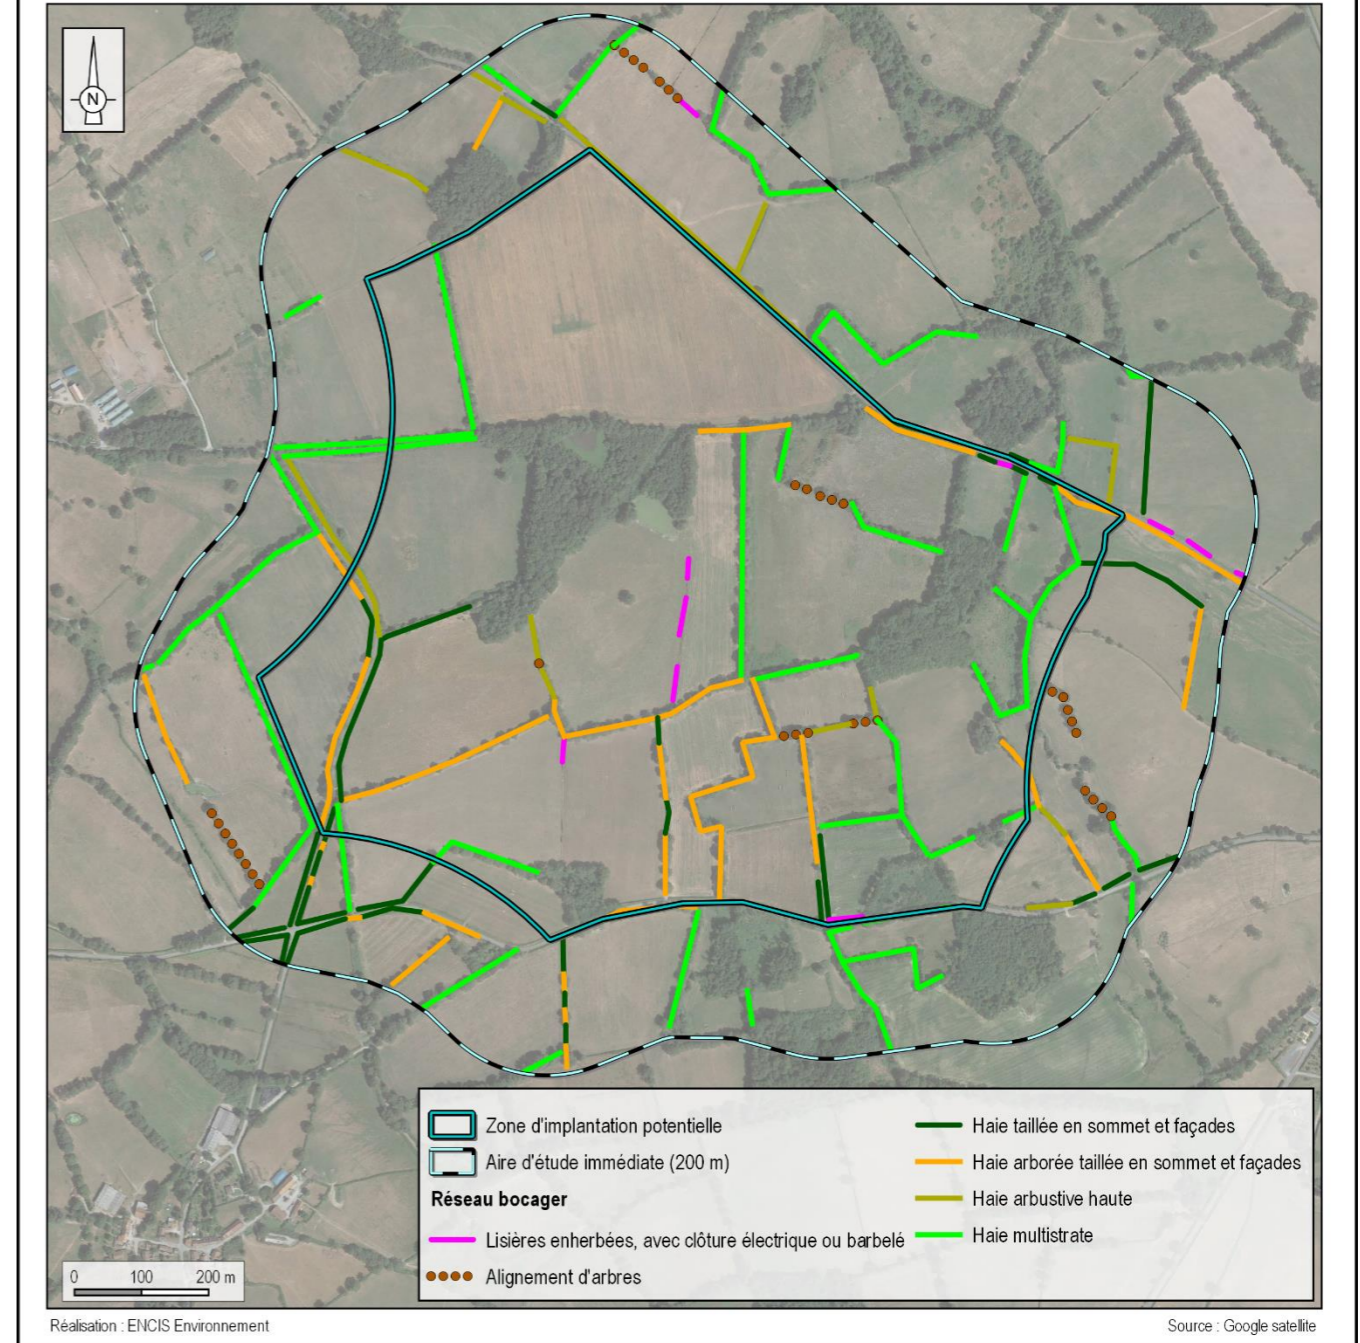 N
Zone d'implantation potentielle
Aire d'étude immédiate (200 m)
Réseau bocager
Lisières enherbées, avec clôture électrique ou barbelé
Alignement d'arbres
Haie taillée en sommet et façades
Haie arborée taillée en sommet et façades
Haie arbustive haute
Haie multistrate
0 100 200 m
Réalisation : ENCIS Environnement
Source : Google satellite